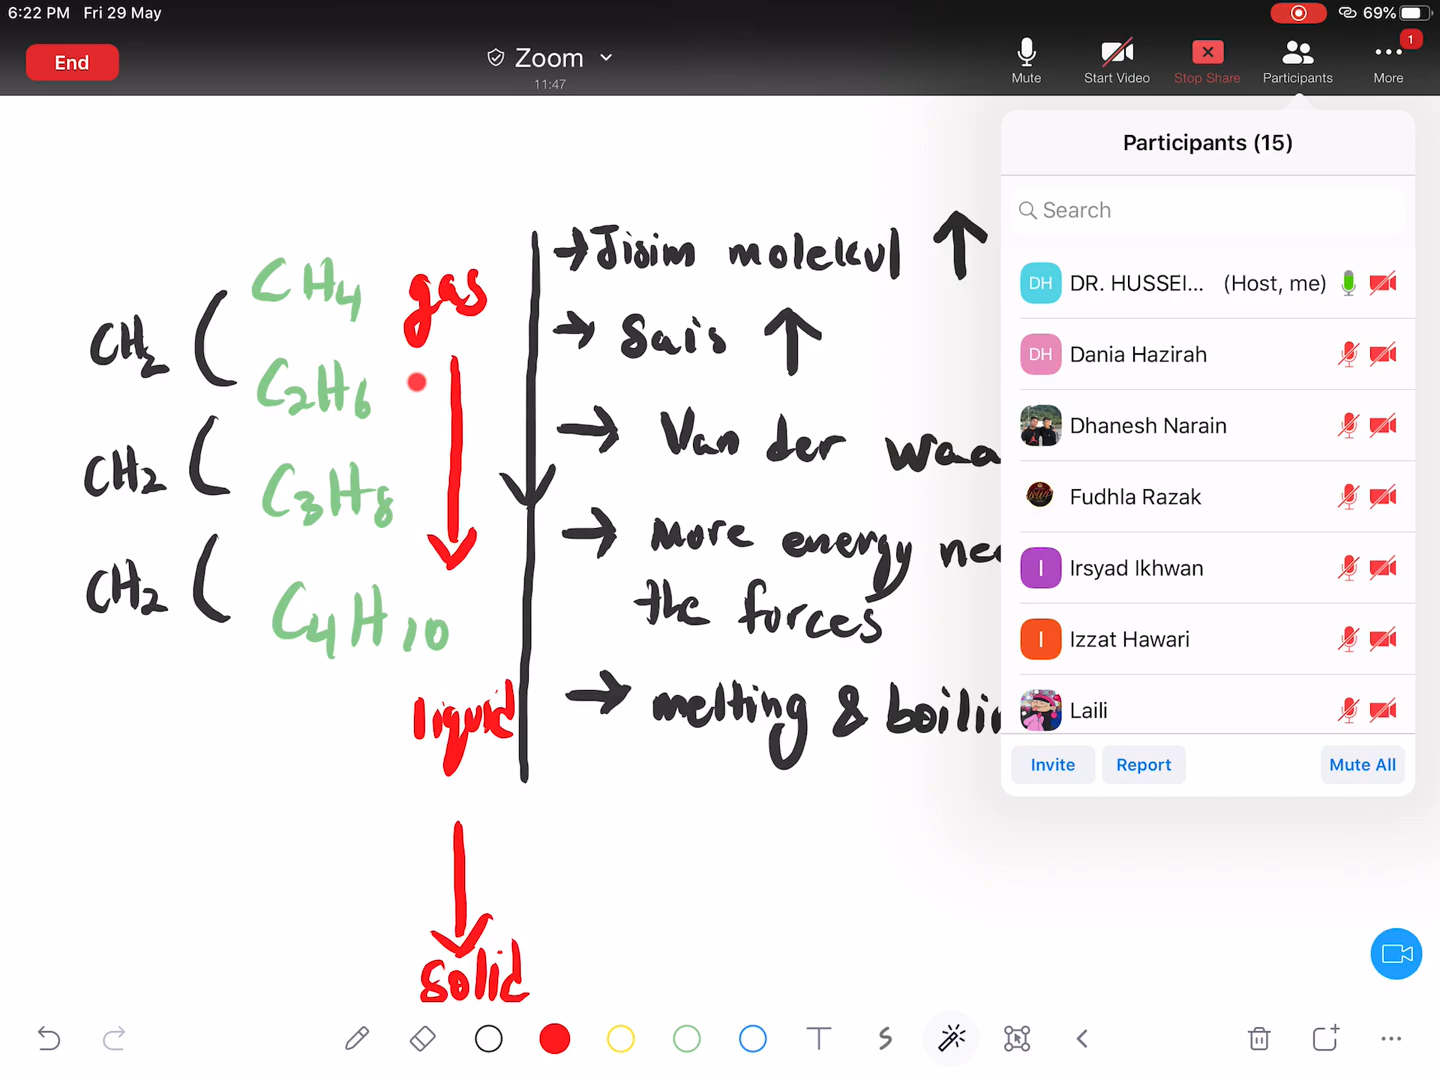 6:22 PM Fri 29 May
69%
End
Zoom
11:47
Mute
Start Video
Stop Share
Participants
More
1
Participants (15)
Search
DH DR. HUSSEI... (Host, me)
DH Dania Hazirah
Dhanesh Narain
Fudhla Razak
I Irsyad Ikhwan
I Izzat Hawari
Laili
Invite
Report
Mute All
CH4 gas
CH2
C2H6
CH2
C3H8
CH2
C4H10
liquid
solid
→ Jisim molekul ↑
→ Sais ↑
→ Van der waa
→ More energy nee
the forces
→ melting & boilin
T